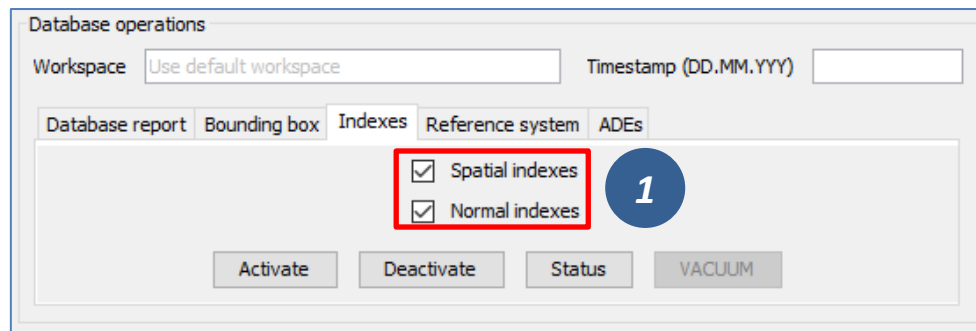 Database operations
Workspace Use default workspace Timestamp (DD.MM.YYY)
Database report Bounding box Indexes Reference system ADEs
Spatial indexes
1
Normal indexes
Activate Deactivate Status VACUUM